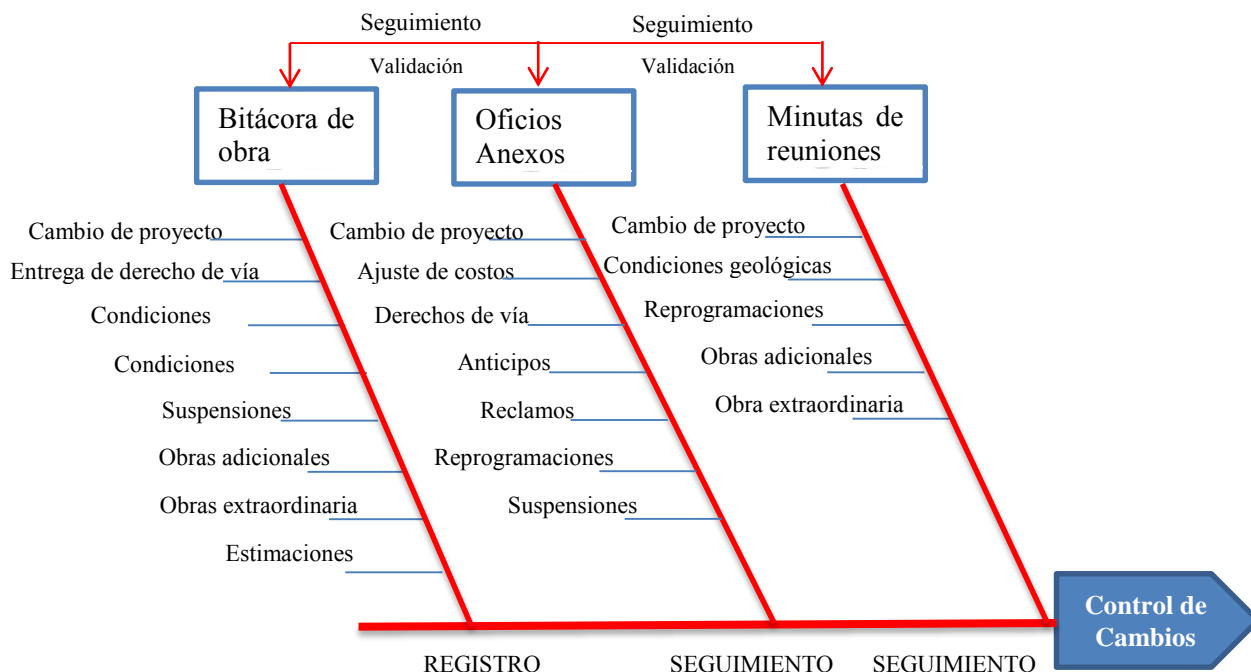 Seguimiento
Seguimiento
Validación
Validación
Bitácora de
obra
Oficios
Anexos
Minutas de
reuniones
Cambio de proyecto
Entrega de derecho de vía
Condiciones
Condiciones
Suspensiones
Obras adicionales
Obras extraordinaria
Estimaciones
Cambio de proyecto
Ajuste de costos
Derechos de vía
Anticipos
Reclamos
Reprogramaciones
Suspensiones
Cambio de proyecto
Condiciones geológicas
Reprogramaciones
Obras adicionales
Obra extraordinaria
Control de
Cambios
REGISTRO
SEGUIMIENTO
SEGUIMIENTO